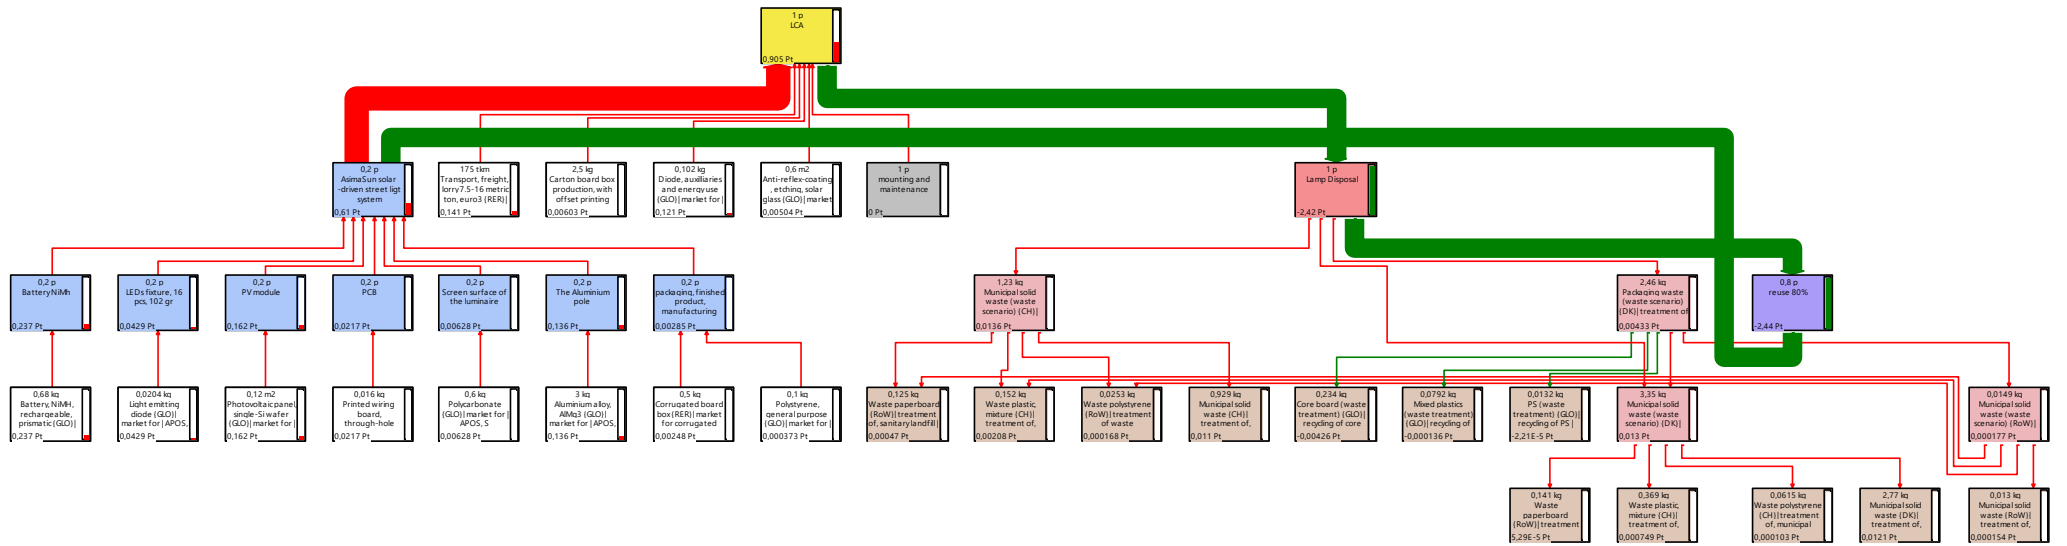 1 p
LCA
0,905 Pt
0,2 p
AsimaSun solar
-driven street ligt
system
0,61 Pt
175 tkm
Transport, freight,
lorry 7.5-16 metric
ton, euro3 {RER}|
0,141 Pt
2,5 kg
Carton board box
production, with
offset printing
0,00603 Pt
0,102 kg
Diode, auxilliaries
and energy use
{GLO}| market for |
0,121 Pt
0,6 m2
Anti-reflex-coating
, etching, solar
glass {GLO}| market
0,00504 Pt
1 p
mounting and
maintenance
0 Pt
1 p
Lamp Disposal
-2,42 Pt
0,2 p
Battery NiMh
0,237 Pt
0,2 p
LEDs fixture, 16
pcs, 102 gr
0,0429 Pt
0,2 p
PV module
0,162 Pt
0,2 p
PCB
0,0217 Pt
0,2 p
Screen surface of
the luminaire
0,00628 Pt
0,2 p
The Aluminium
pole
0,136 Pt
0,2 p
packaging, finished
product,
manufacturing
0,00285 Pt
1,23 kg
Municipal solid
waste (waste
scenario) {CH}|
0,0136 Pt
2,46 kg
Packaging waste
(waste scenario)
{DK}| treatment of
0,00433 Pt
0,8 p
reuse 80%
-2,44 Pt
0,68 kg
Battery, NiMH,
rechargeable,
prismatic {GLO}|
0,237 Pt
0,0204 kg
Light emitting
diode {GLO}|
market for | APOS,
0,0429 Pt
0,12 m2
Photovoltaic panel,
single-Si wafer
{GLO}| market for |
0,162 Pt
0,016 kg
Printed wiring
board,
through-hole
0,0217 Pt
0,6 kg
Polycarbonate
{GLO}| market for |
APOS, S
0,00628 Pt
3 kg
Aluminium alloy,
AlMg3 {GLO}|
market for | APOS,
0,136 Pt
0,5 kg
Corrugated board
box {RER}| market
for corrugated
0,00248 Pt
0,1 kg
Polystyrene,
general purpose
{GLO}| market for |
0,000373 Pt
0,125 kg
Waste paperboard
{RoW}| treatment
of, sanitary landfill |
0,00047 Pt
0,152 kg
Waste plastic,
mixture {CH}|
treatment of,
0,00208 Pt
0,0253 kg
Waste polystyrene
{RoW}| treatment
of waste
0,000168 Pt
0,929 kg
Municipal solid
waste {CH}|
treatment of,
0,011 Pt
0,234 kg
Core board (waste
treatment) {GLO}|
recycling of core
-0,00426 Pt
0,0792 kg
Mixed plastics
(waste treatment)
{GLO}| recycling of
-0,000136 Pt
0,0132 kg
PS (waste
treatment) {GLO}|
recycling of PS |
-2,21E-5 Pt
3,35 kg
Municipal solid
waste (waste
scenario) {DK}|
0,013 Pt
0,0149 kg
Municipal solid
waste (waste
scenario) {RoW}|
0,000177 Pt
0,141 kg
Waste
paperboard
{RoW}| treatment
5,29E-5 Pt
0,369 kg
Waste plastic,
mixture {CH}|
treatment of,
0,000749 Pt
0,0615 kg
Waste polystyrene
{CH}| treatment
of, municipal
0,000103 Pt
2,77 kg
Municipal solid
waste {DK}|
treatment of,
0,0121 Pt
0,013 kg
Municipal solid
waste {RoW}|
treatment of,
0,000154 Pt